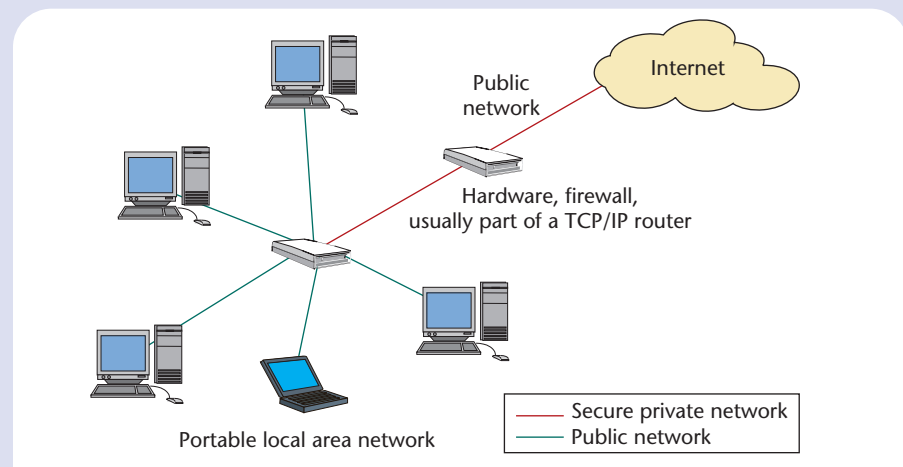 Internet
Public
network
Hardware, firewall,
usually part of a TCP/IP router
Portable local area network
Secure private network
Public network